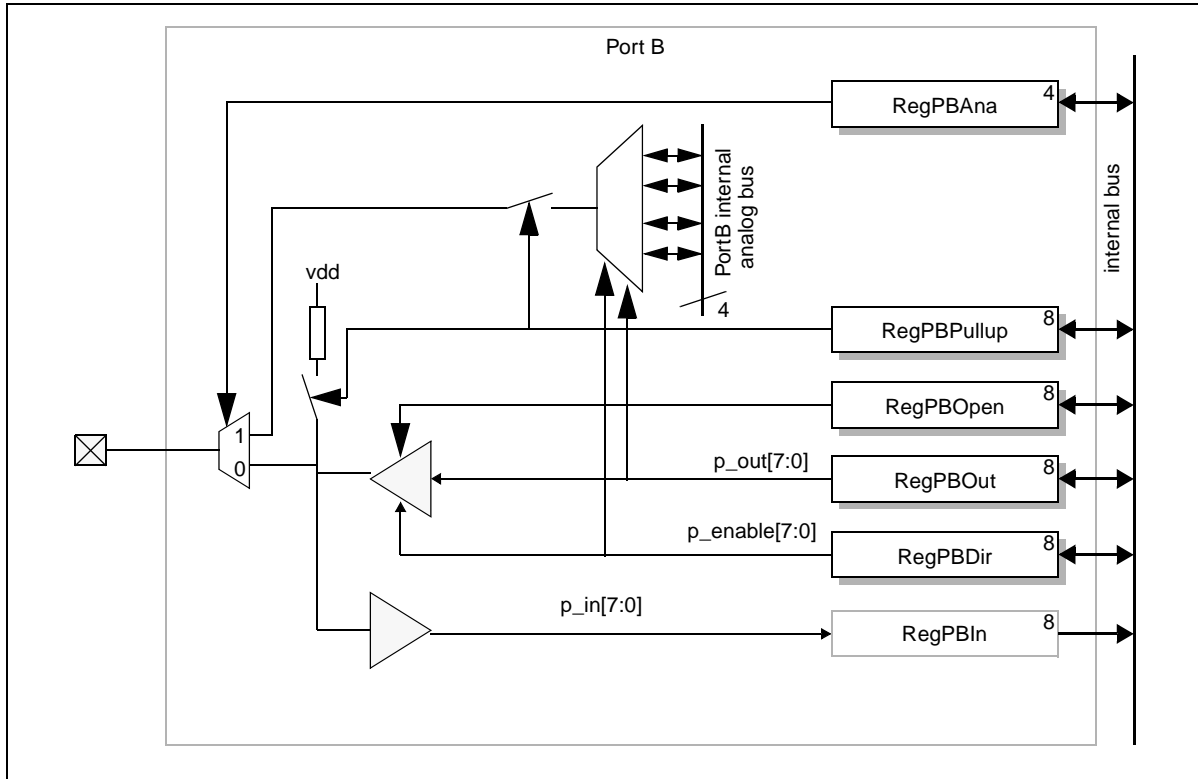 Port B
4
RegPBAna
PortB internal
analog bus
internal bus
vdd
4
8
RegPBPullup
8
RegPBOpen
1
0
p_out[7:0]
8
RegPBOut
p_enable[7:0]
8
RegPBDir
p_in[7:0]
8
RegPBIn